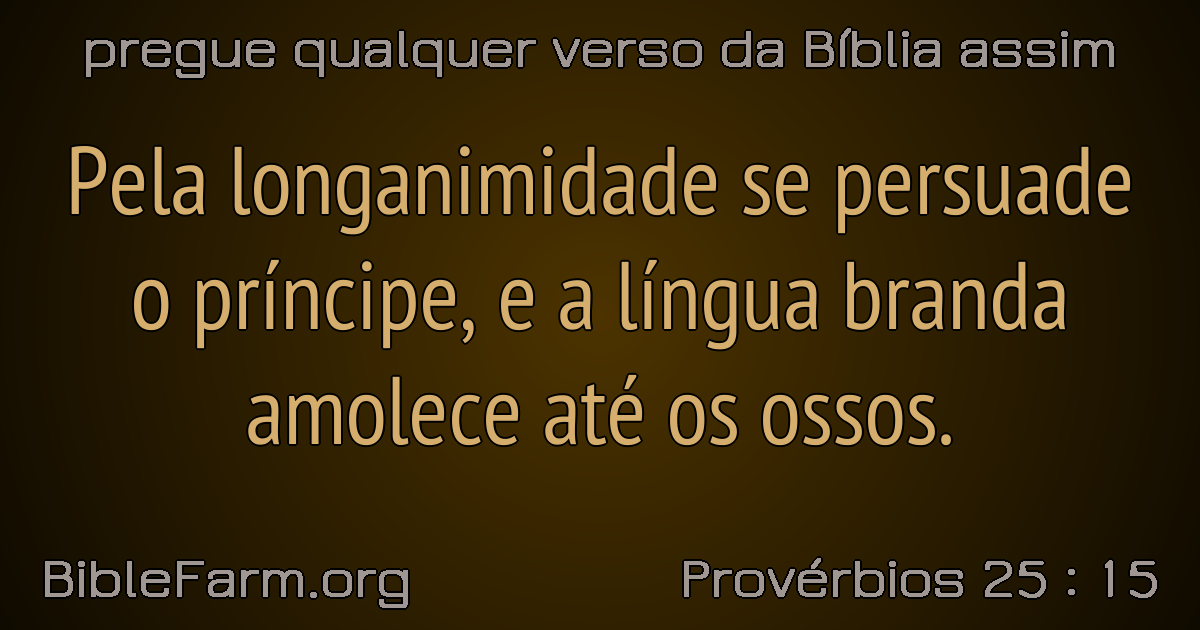 pregue qualquer verso da Bíblia assim
Pela longanimidade se persuade
o príncipe, e a língua branda
amolece até os ossos.
BibleFarm.org
Provérbios 25 : 15